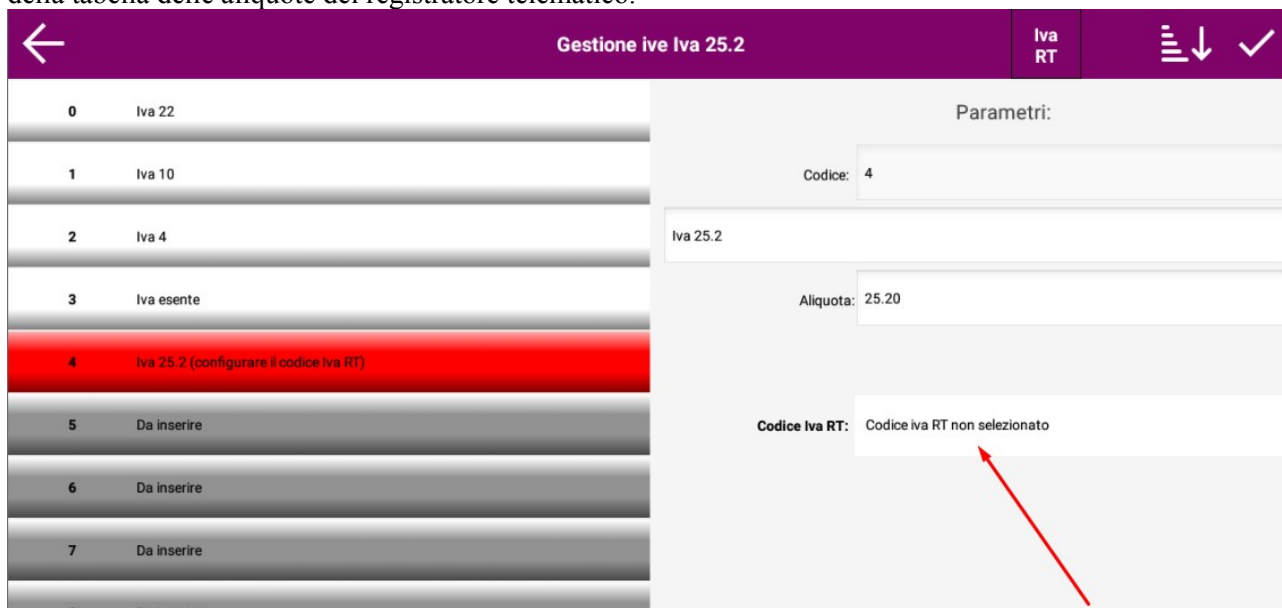 della tabella delle aliquote del registratore telematico.
Gestione ive Iva 25.2
Iva
RT
0 Iva 22
Parametri:
1 Iva 10
Codice: 4
2 Iva 4
Iva 25.2
3 Iva esente
Aliquota: 25.20
4 Iva 25.2 (configurare il codice Iva RT)
5 Da inserire
Codice Iva RT: Codice iva RT non selezionato
6 Da inserire
7 Da inserire